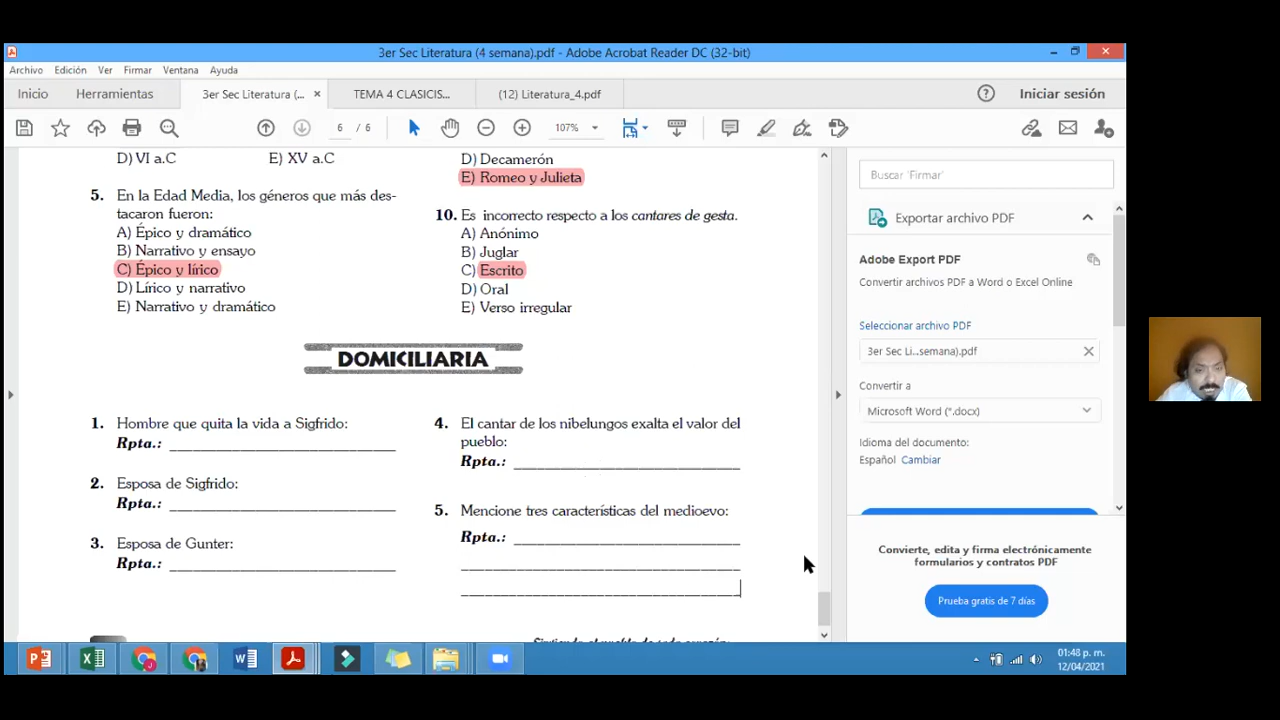 3er Sec Literatura (4 semana).pdf - Adobe Acrobat Reader DC (32-bit)
Archivo Edición Ver Firmar Ventana Ayuda
Inicio Herramientas 3er Sec Literatura (... × TEMA 4 CLASICIS... (12) Literatura_4.pdf Iniciar sesión
6 / 6 107%
D) VI a.C E) XV a.C
5. En la Edad Media, los géneros que más des-
tacaron fueron:
A) Épico y dramático
B) Narrativo y ensayo
C) Épico y lírico
D) Lírico y narrativo
E) Narrativo y dramático
D) Decamerón
E) Romeo y Julieta
10. Es incorrecto respecto a los cantares de gesta.
A) Anónimo
B) Juglar
C) Escrito
D) Oral
E) Verso irregular
DOMICILIARIA
1. Hombre que quita la vida a Sigfrido:
Rpta.: ____________________________
2. Esposa de Sigfrido:
Rpta.: ____________________________
3. Esposa de Gunter:
Rpta.: ____________________________
4. El cantar de los nibelungos exalta el valor del
pueblo:
Rpta.: ____________________________
5. Mencione tres características del medioevo:
Rpta.: ____________________________
___________________________________
___________________________________
Buscar 'Firmar'
Exportar archivo PDF
Adobe Export PDF
Convertir archivos PDF a Word o Excel Online
Seleccionar archivo PDF
3er Sec Li...semana).pdf
Convertir a
Microsoft Word (*.docx)
Idioma del documento:
Español Cambiar
Convierte, edita y firma electrónicamente
formularios y contratos PDF
Prueba gratis de 7 días
01:48 p. m.
12/04/2021